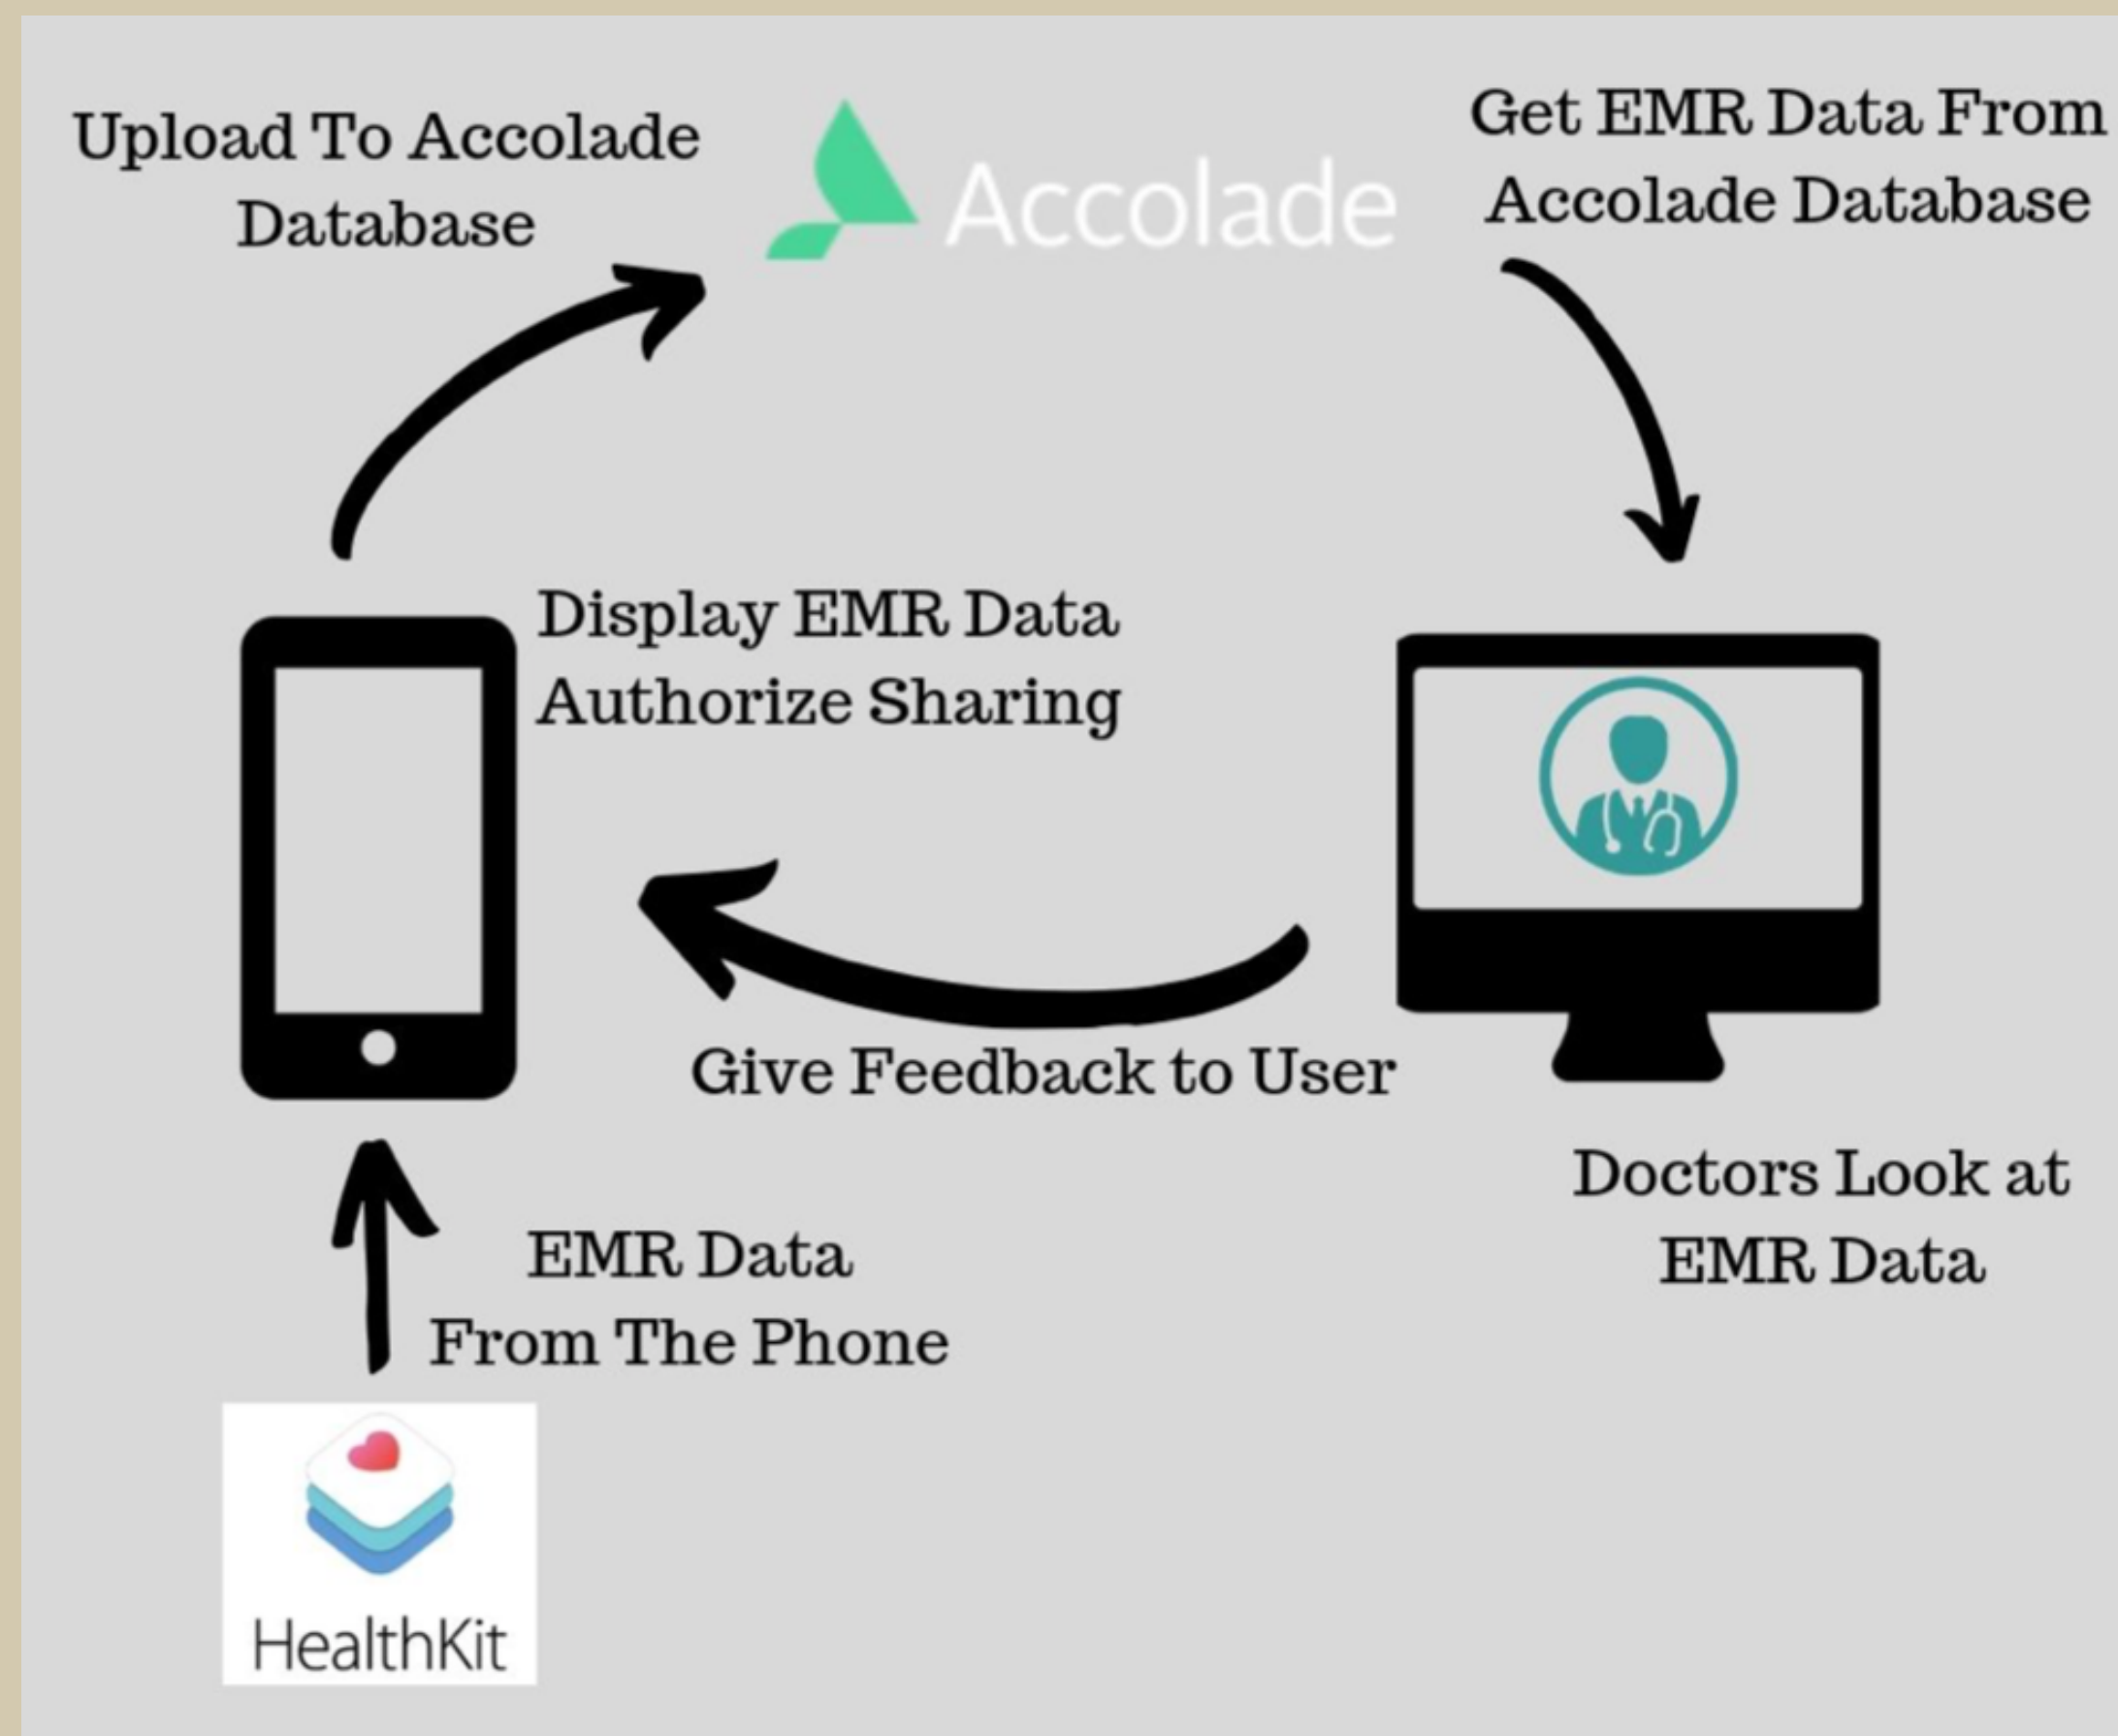 Upload To Accolade
Database
Accolade
Get EMR Data From
Accolade Database
Display EMR Data
Authorize Sharing
Give Feedback to User
Doctors Look at
EMR Data
EMR Data
From The Phone
HealthKit